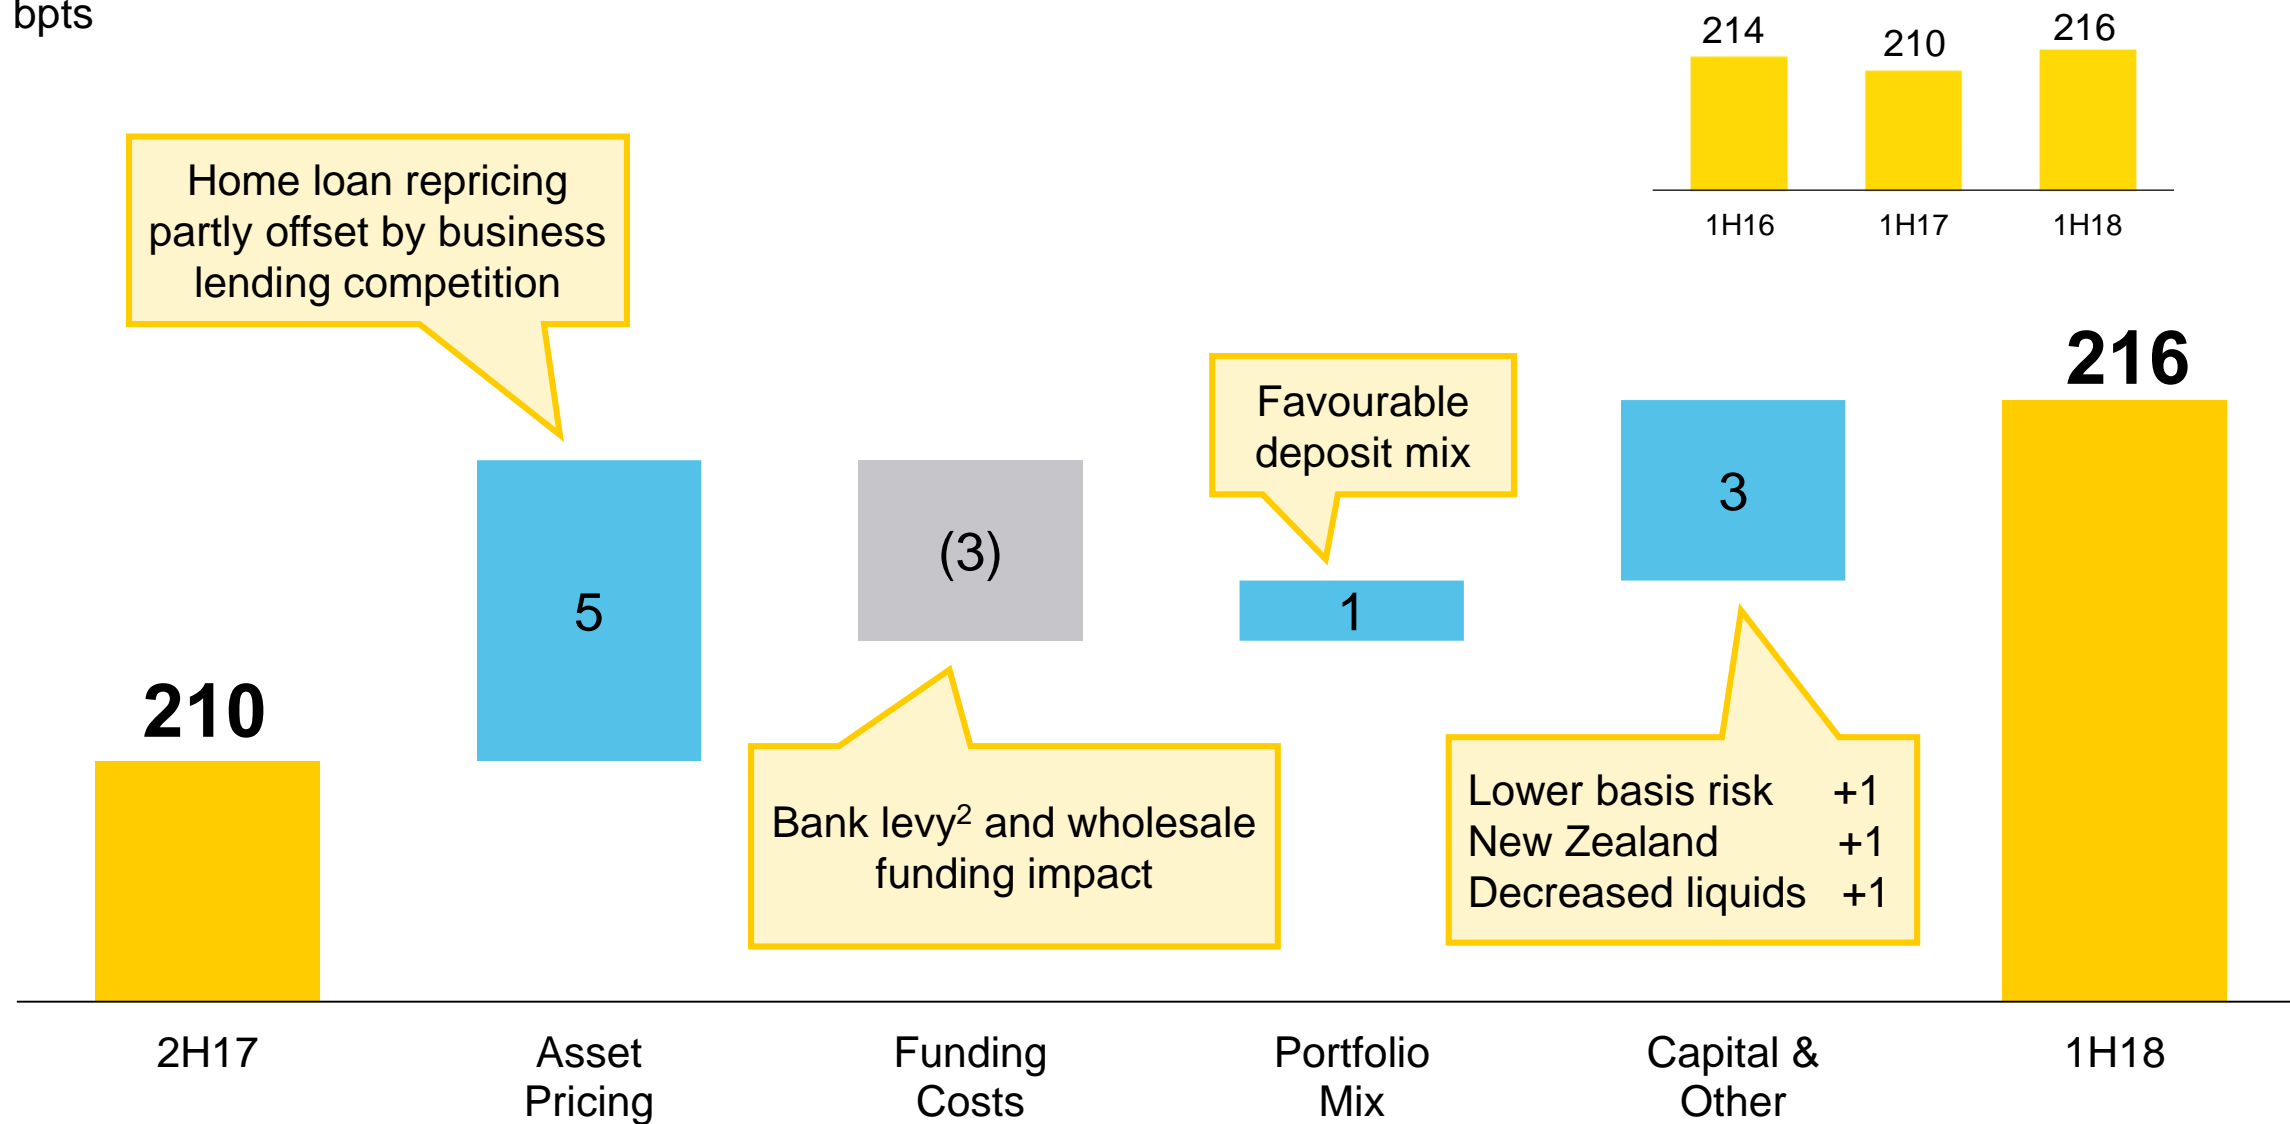 bpts
214
210
216
1H16
1H17
1H18
Home loan repricing
partly offset by business
lending competition
Favourable
deposit mix
216
3
(3)
5
1
210
Bank levy² and wholesale
funding impact
Lower basis risk +1
New Zealand +1
Decreased liquids +1
2H17
Asset
Pricing
Funding
Costs
Portfolio
Mix
Capital &
Other
1H18